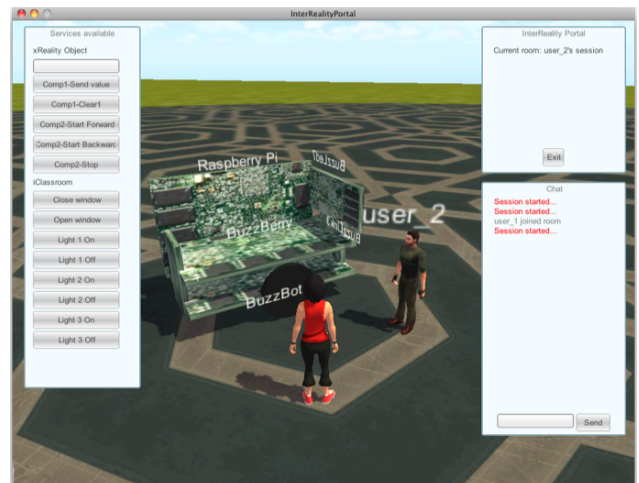 InterRealityPortal
Services available
xReality Object
Comp1-Send value
Comp1-Clear1
Comp2-Start Forward
Comp2-Start Backward
Comp2-Stop
iClassroom
Close window
Open window
Light 1 On
Light 1 Off
Light 2 On
Light 2 Off
Light 3 On
Light 3 Off
Raspberry Pi
BuzzLed7
BuzzBerry
BuzzLink3
BuzzBot
user_2
InterReality Portal
Current room: user_2's session
Exit
Chat
Session started...
Session started...
user_1 joined room
Session started...
Send